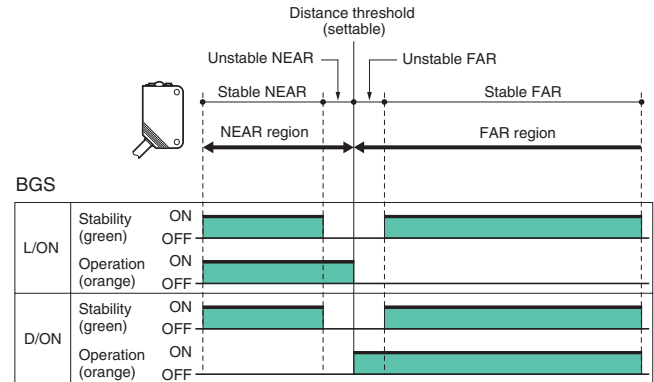 Distance threshold
(settable)
Unstable NEAR
Unstable FAR
Stable NEAR
Stable FAR
NEAR region
FAR region
BGS
L/ON
Stability
(green)
ON
OFF
Operation
(orange)
ON
OFF
D/ON
Stability
(green)
ON
OFF
Operation
(orange)
ON
OFF